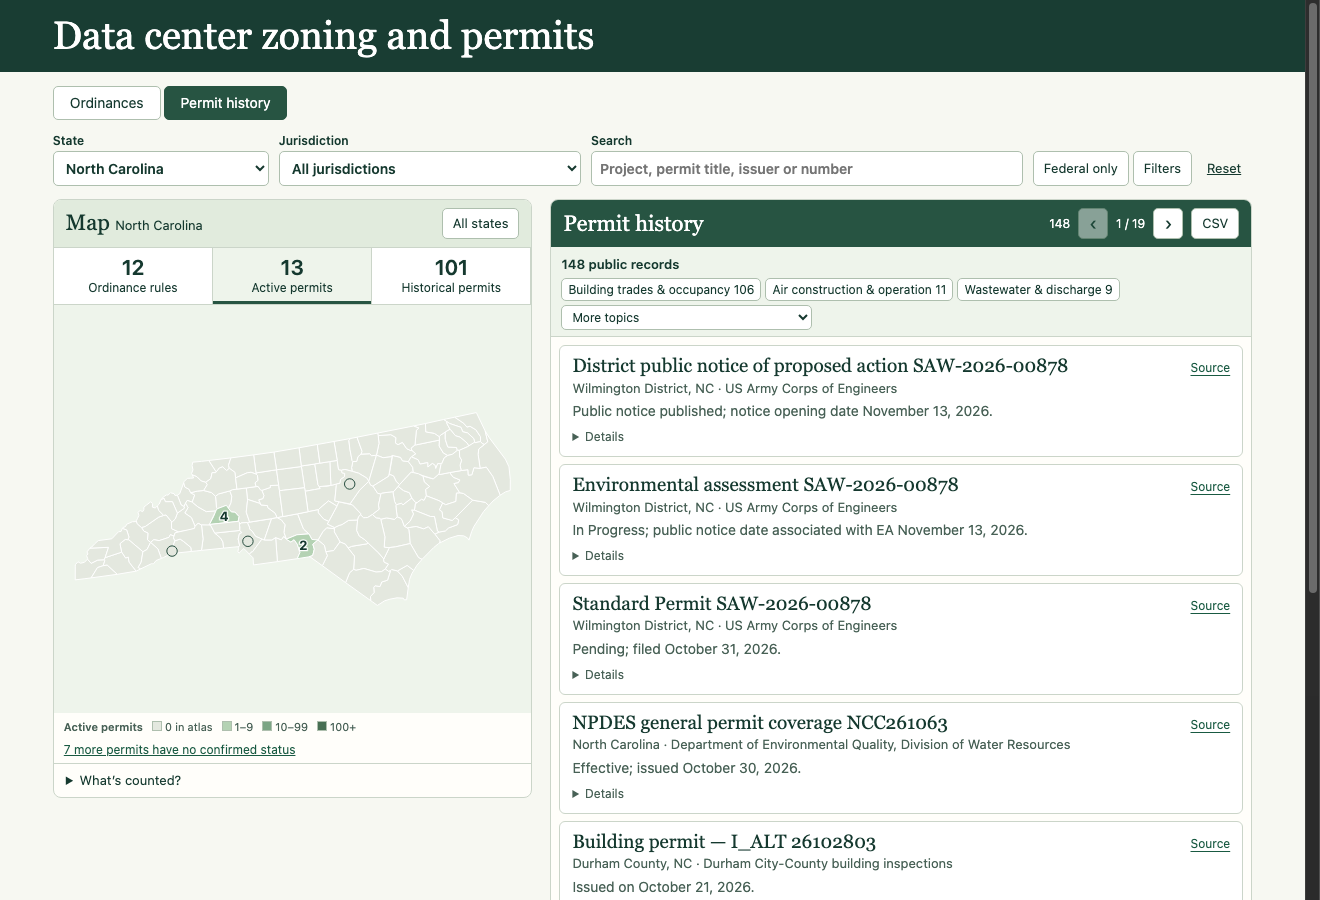 Data center zoning and permits
Ordinances
Permit history
State
Jurisdiction
Search
North Carolina
All jurisdictions
Project, permit title, issuer or number
Federal only
Filters
Reset
Map North Carolina
All states
12
Ordinance rules
13
Active permits
101
Historical permits
4
2
Active permits 0 in atlas 1–9 10–99 100+
7 more permits have no confirmed status
What’s counted?
Permit history
148 ‹ 1 / 19 › CSV
148 public records
Building trades & occupancy 106
Air construction & operation 11
Wastewater & discharge 9
More topics
District public notice of proposed action SAW-2026-00878
Source
Wilmington District, NC · US Army Corps of Engineers
Public notice published; notice opening date November 13, 2026.
Details
Environmental assessment SAW-2026-00878
Source
Wilmington District, NC · US Army Corps of Engineers
In Progress; public notice date associated with EA November 13, 2026.
Details
Standard Permit SAW-2026-00878
Source
Wilmington District, NC · US Army Corps of Engineers
Pending; filed October 31, 2026.
Details
NPDES general permit coverage NCC261063
Source
North Carolina · Department of Environmental Quality, Division of Water Resources
Effective; issued October 30, 2026.
Details
Building permit — I_ALT 26102803
Source
Durham County, NC · Durham City-County building inspections
Issued on October 21, 2026.